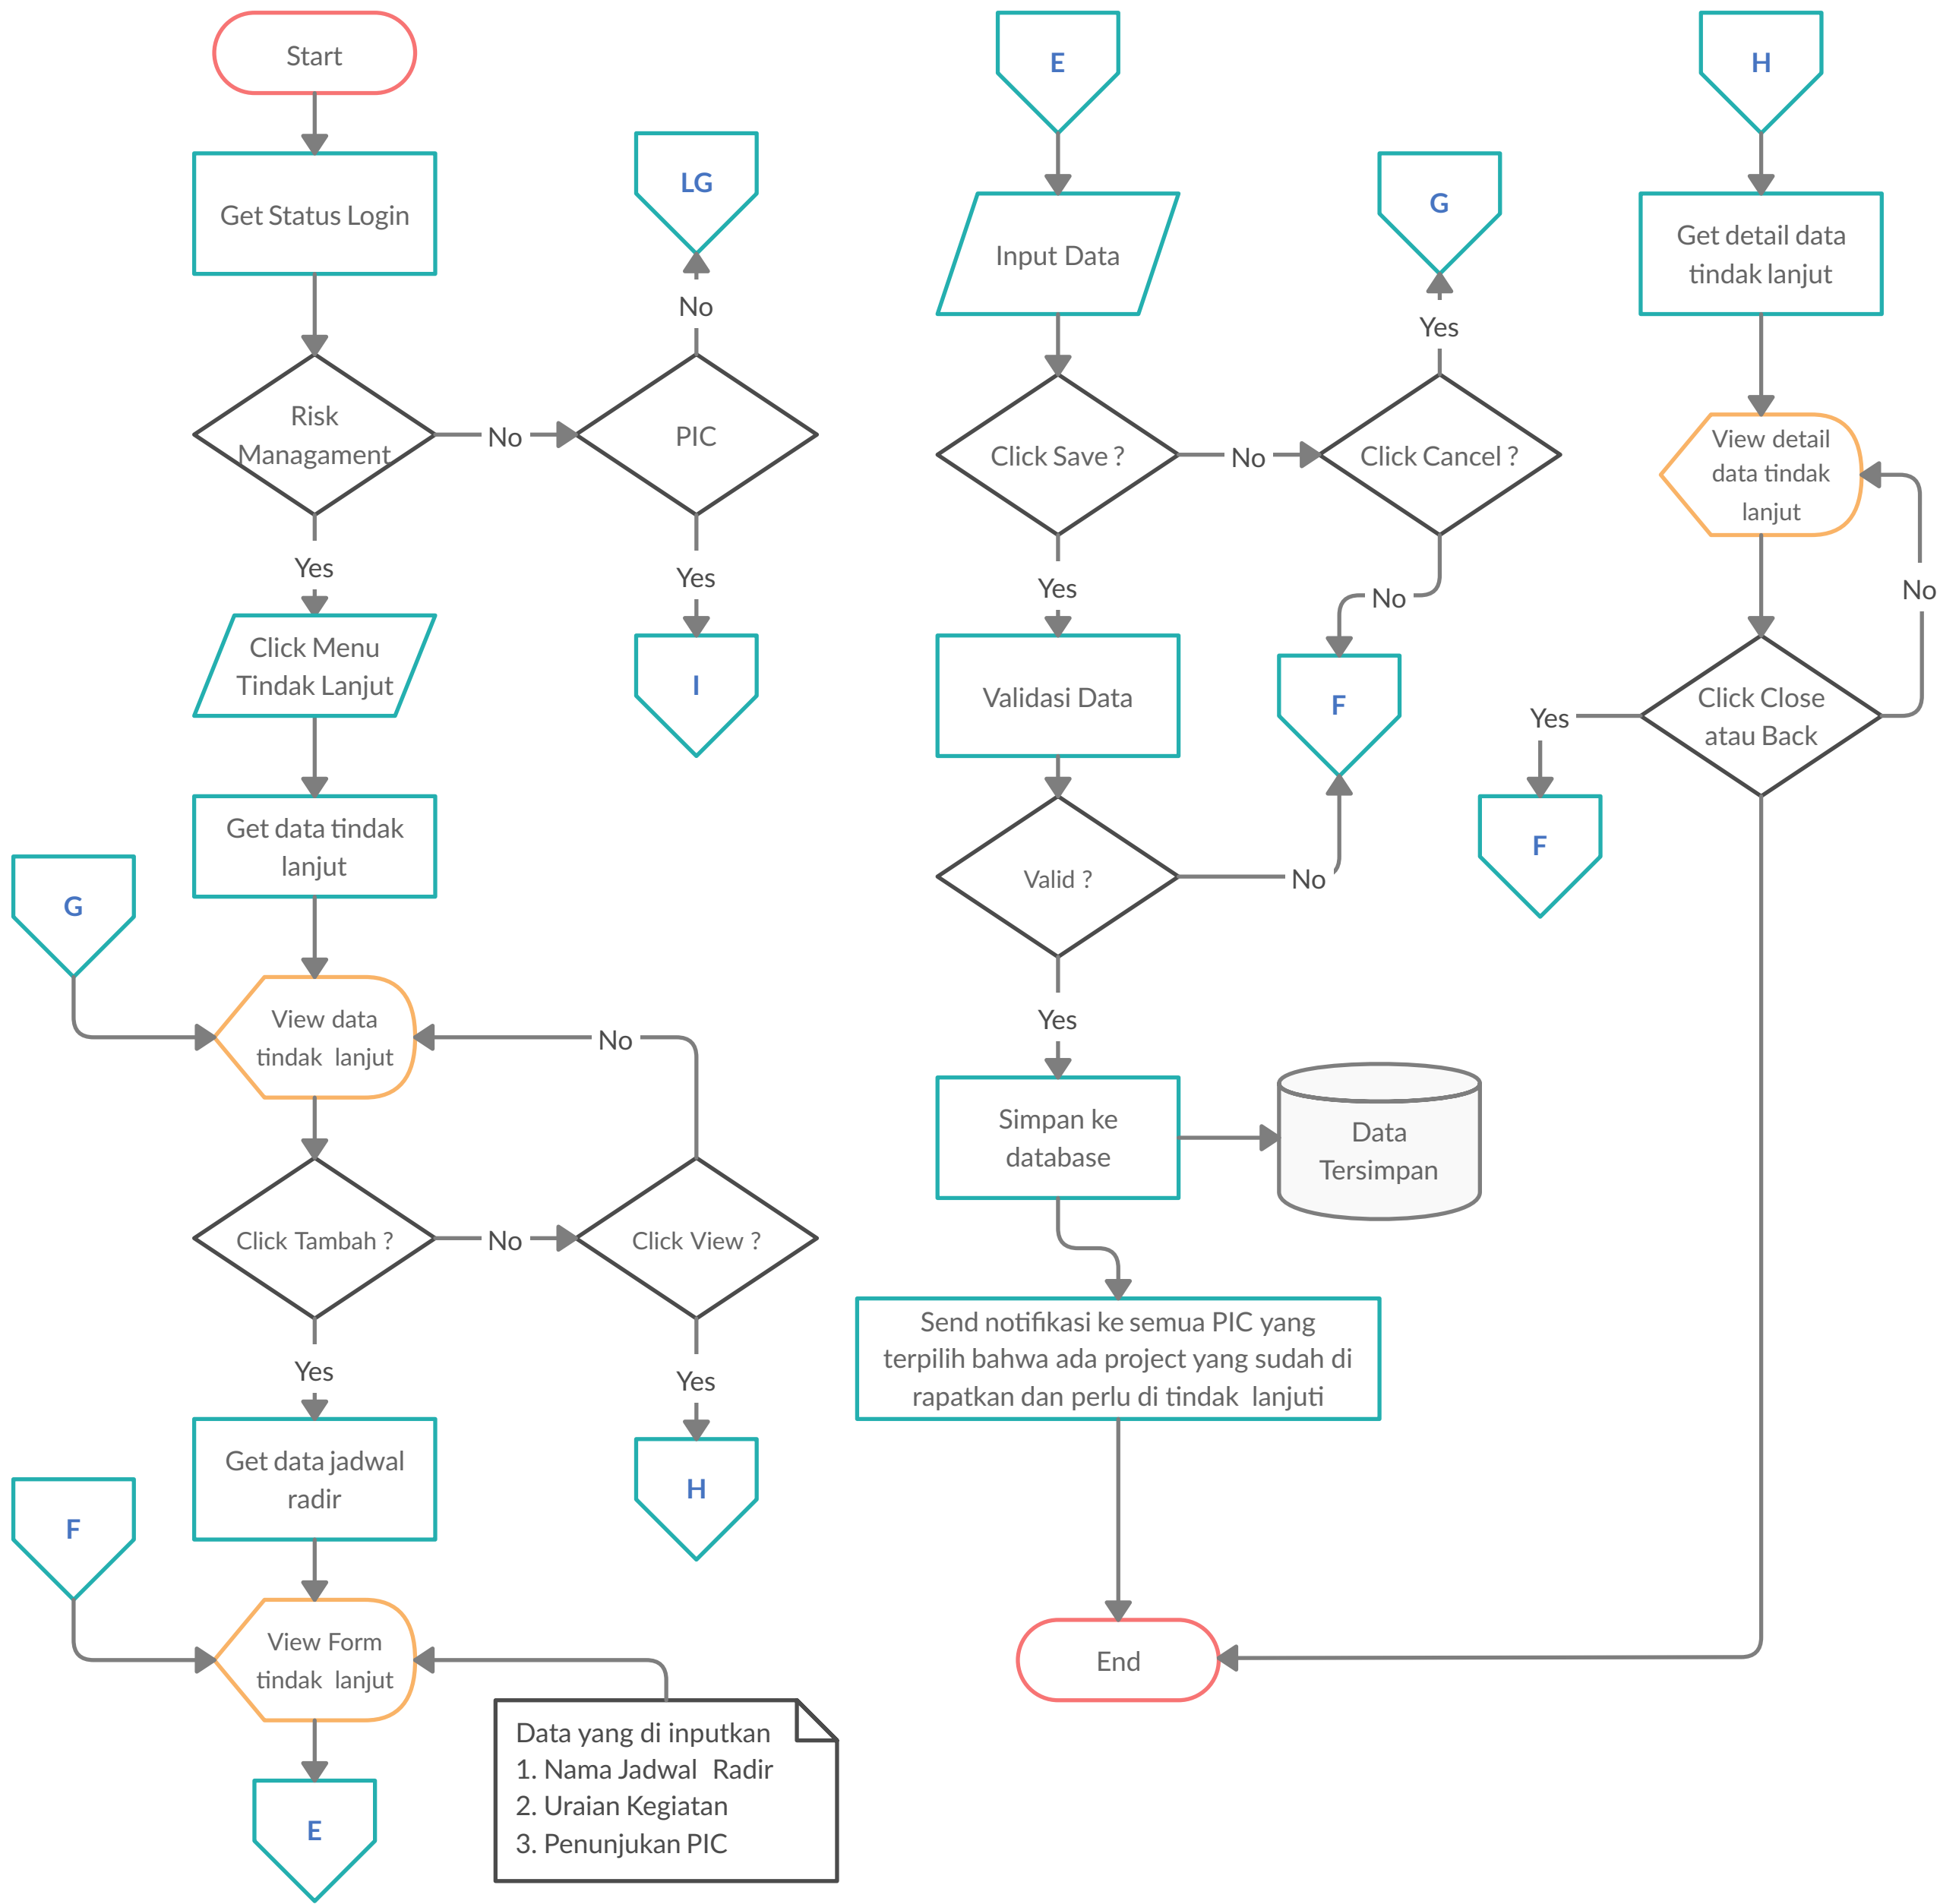 Start
Get Status Login
Risk
Managament
No
PIC
No
LG
Yes
I
Yes
Click Menu
Tindak Lanjut
Get data tindak
lanjut
G
View data
tindak lanjut
No
Click Tambah ?
No
Click View ?
Yes
H
Yes
Get data jadwal
radir
F
View Form
tindak lanjut
Data yang di inputkan
1. Nama Jadwal Radir
2. Uraian Kegiatan
3. Penunjukan PIC
E
E
Input Data
Click Save ?
No
Click Cancel ?
Yes
G
No
F
Yes
Validasi Data
Valid ?
No
Yes
Simpan ke
database
Data
Tersimpan
Send notifikasi ke semua PIC yang
terpilih bahwa ada project yang sudah di
rapatkan dan perlu di tindak lanjuti
End
H
Get detail data
tindak lanjut
View detail
data tindak
lanjut
No
Click Close
atau Back
Yes
F